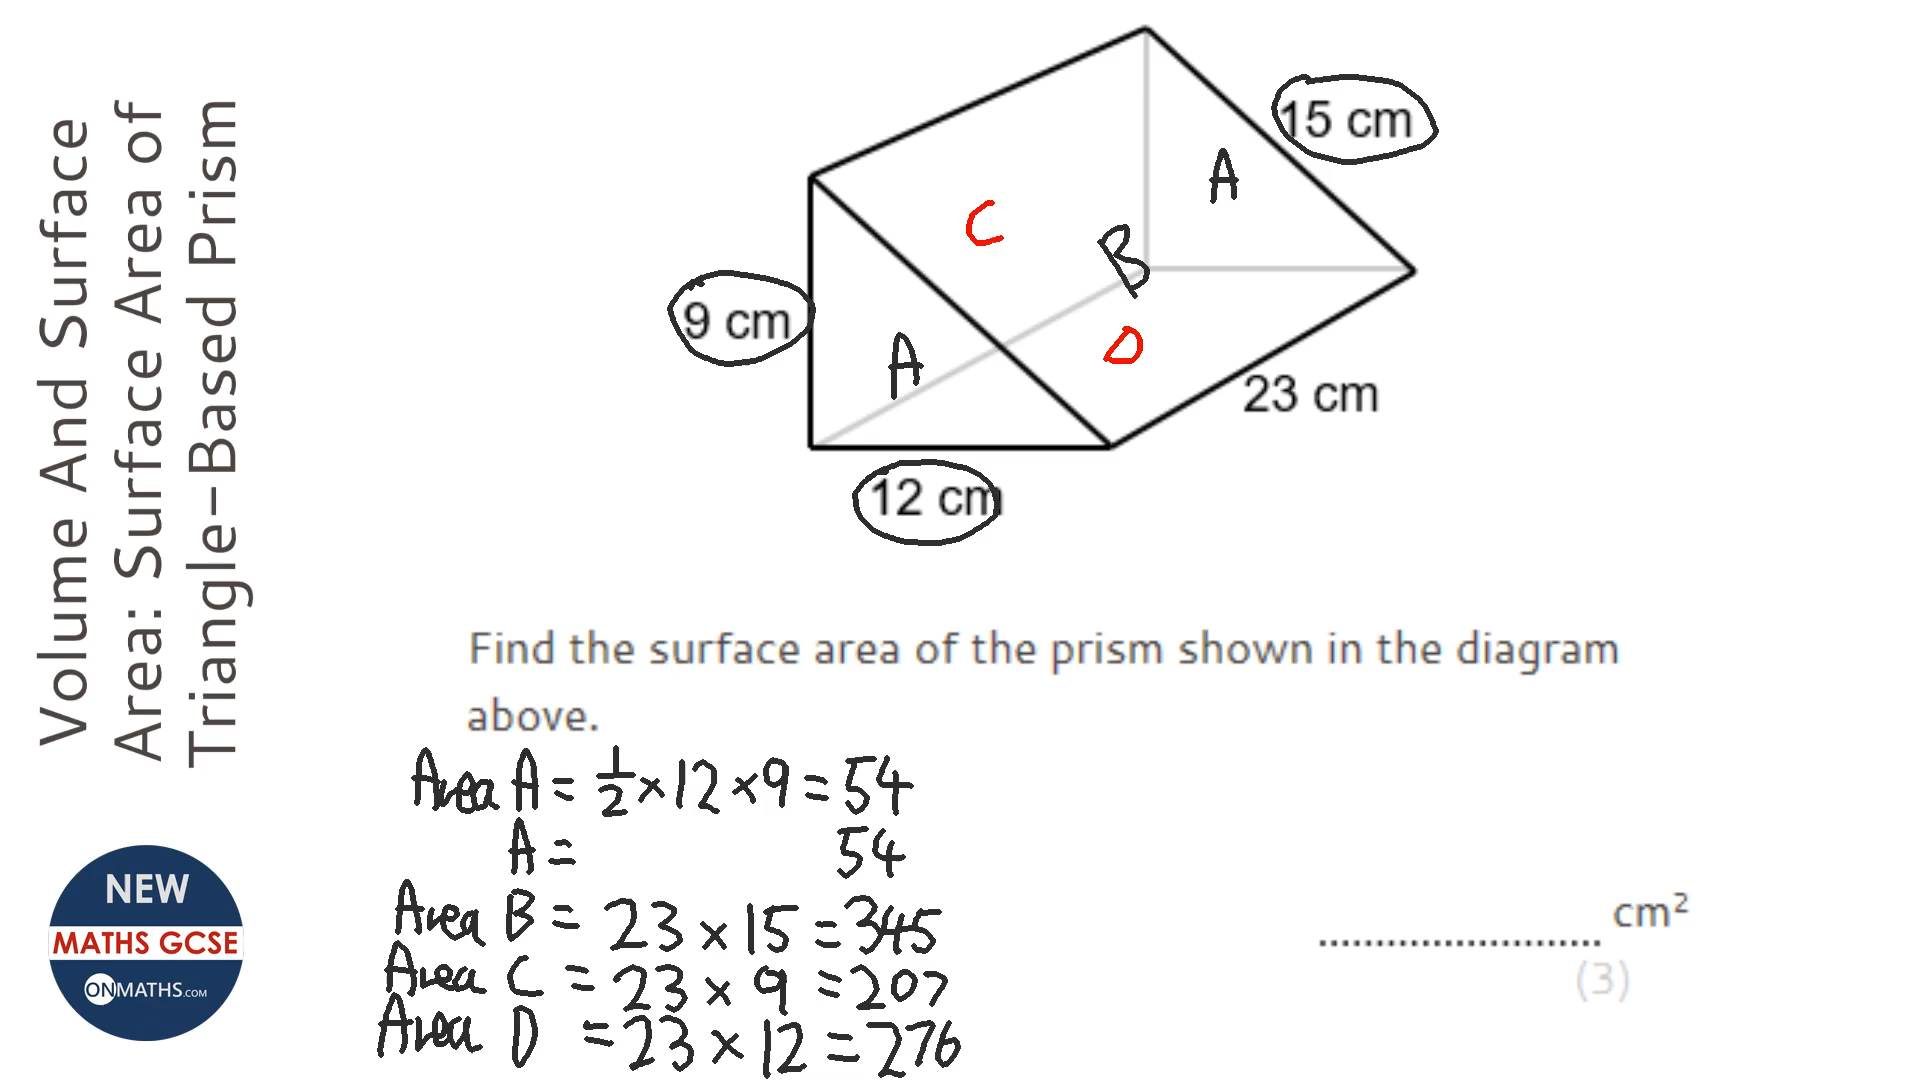 Volume And Surface
Area: Surface Area of
Triangle-Based Prism
15 cm
A
C
B
9 cm
A
D
23 cm
12 cm
Find the surface area of the prism shown in the diagram
above.
Area A = 1/2 × 12 × 9 = 54
A = 54
Area B = 23 × 15 = 345
Area C = 23 × 9 = 207
Area D = 23 × 12 = 276
cm²
(3)
NEW
MATHS GCSE
ONMATHS.COM